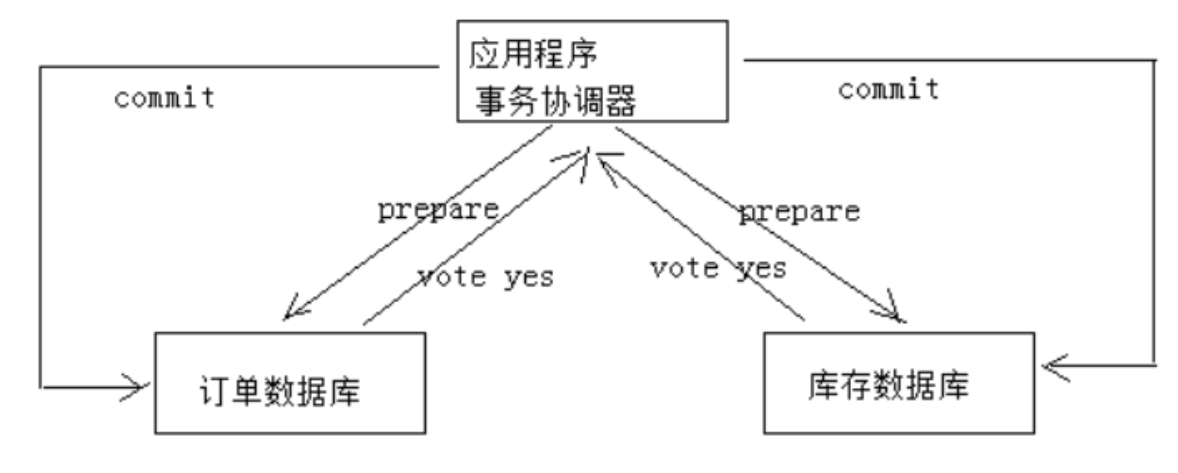 应用程序
事务协调器
commit
commit
prepare
prepare
vote yes
vote yes
订单数据库
库存数据库